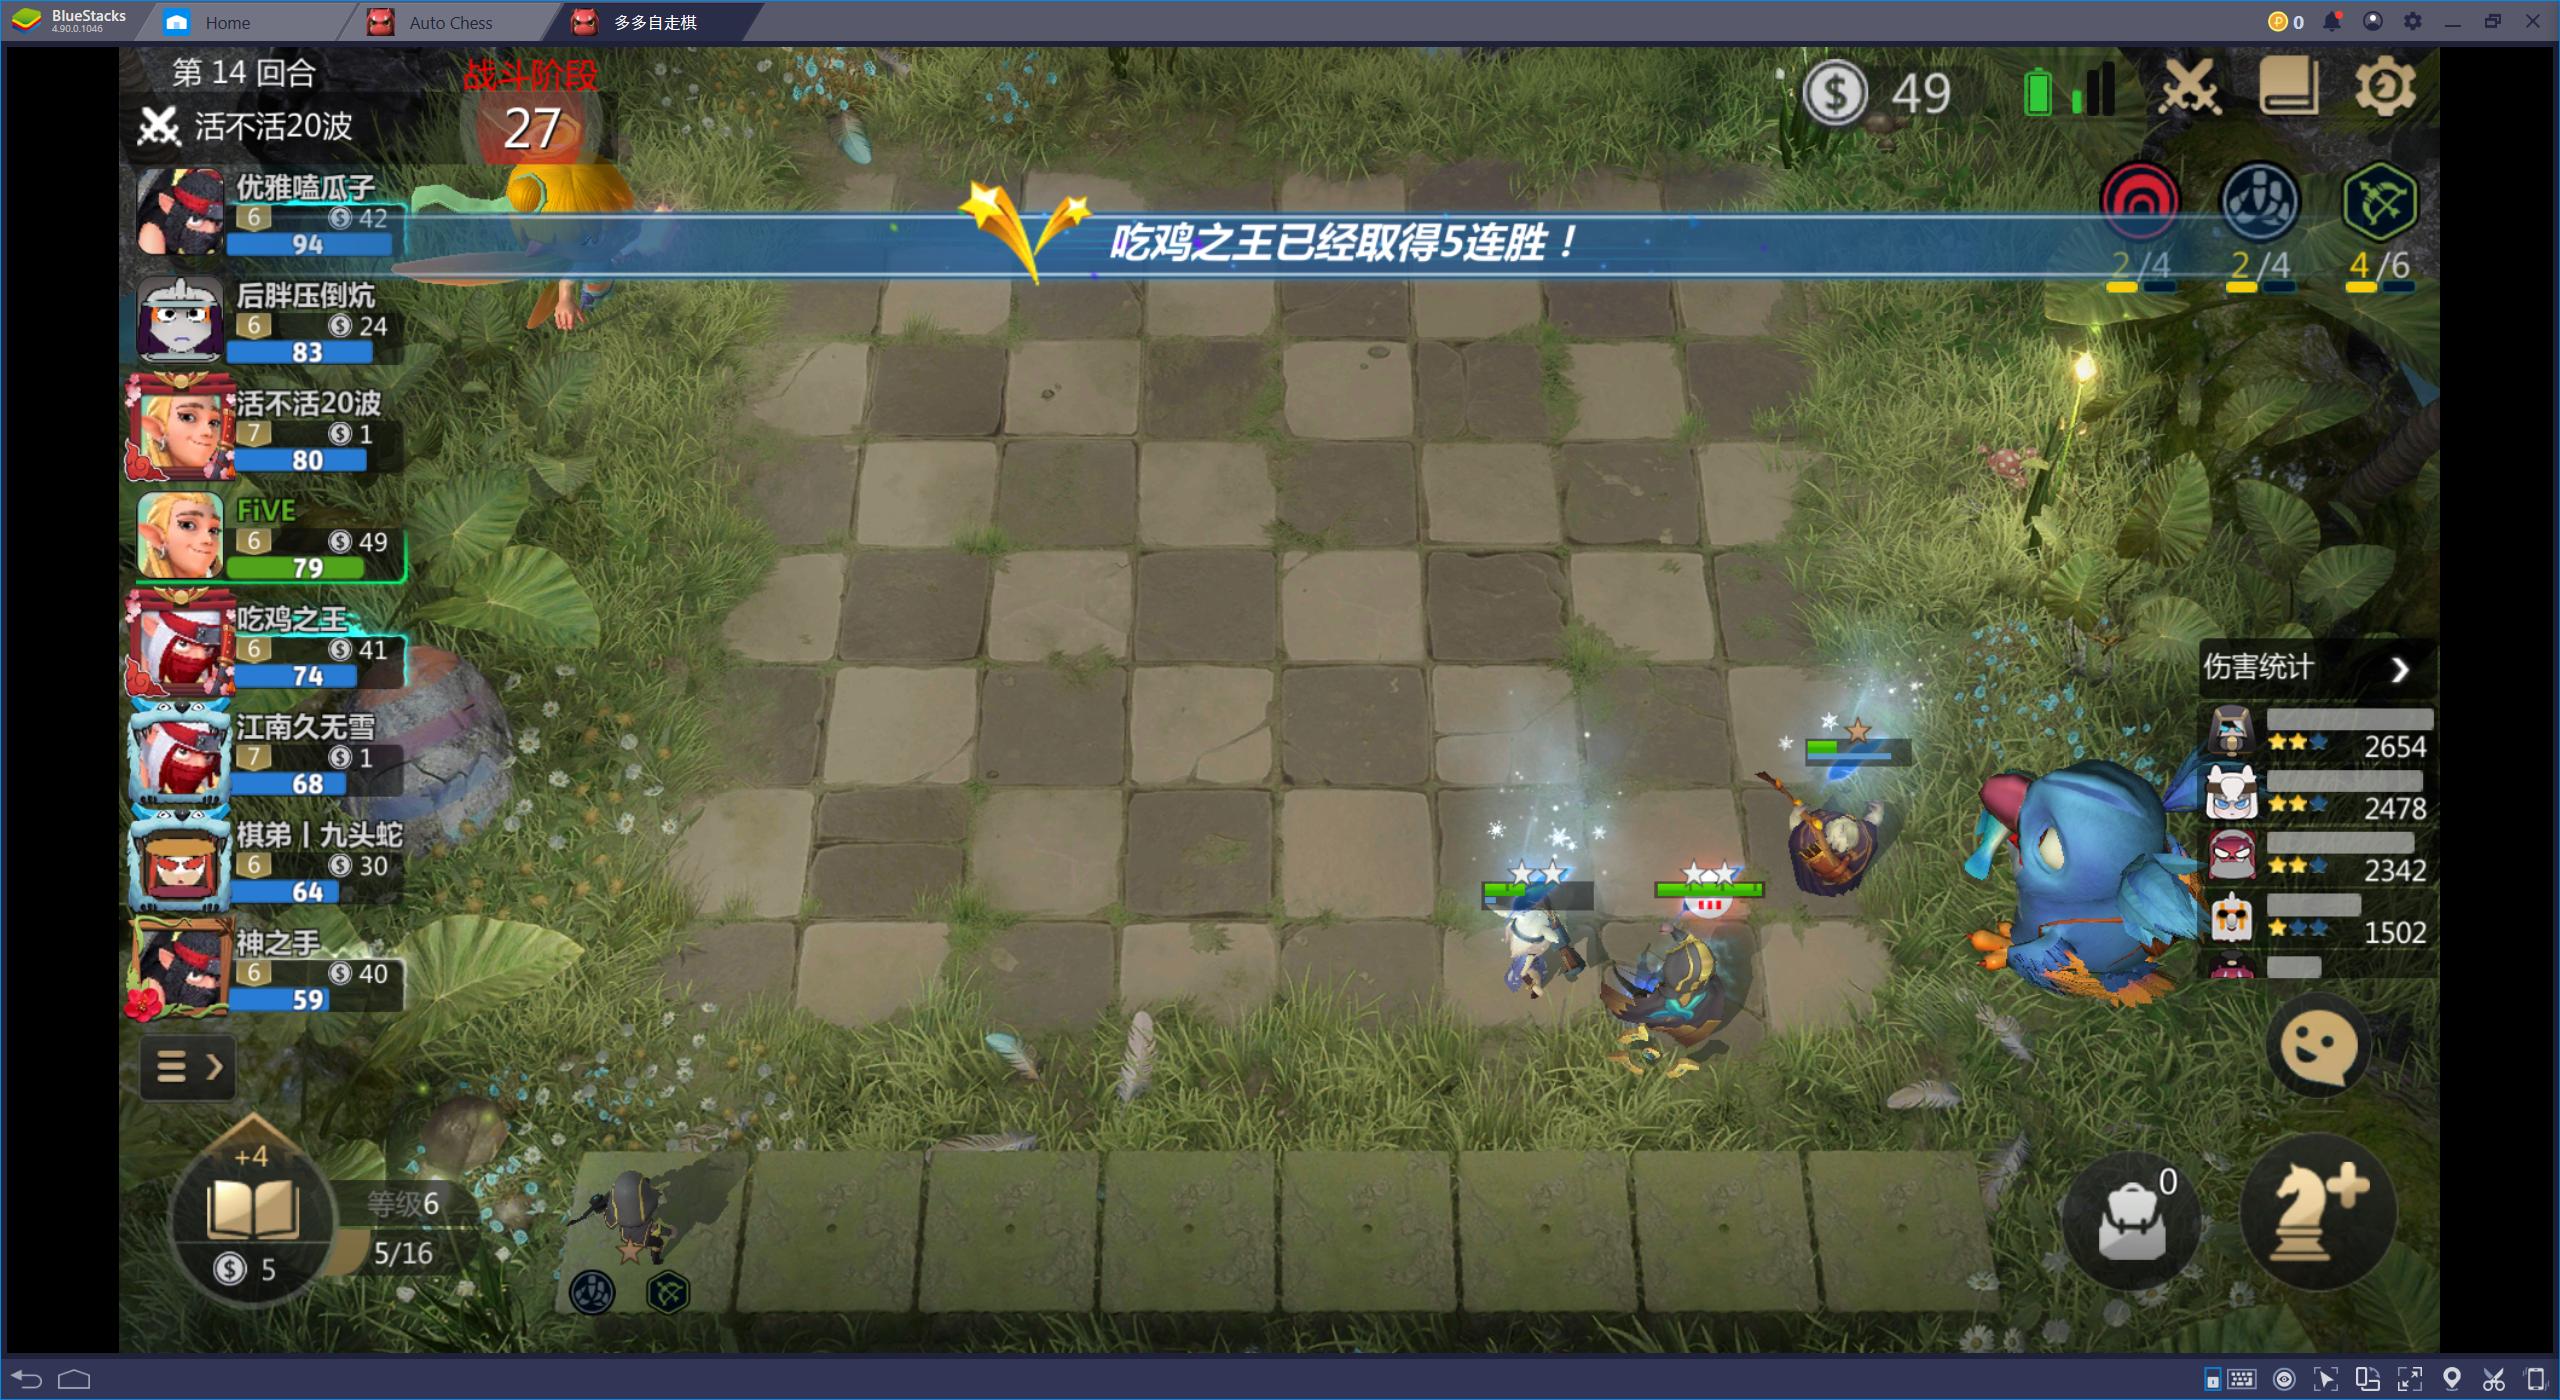 BlueStacks
4.90.0.1046
Home
Auto Chess
多多自走棋
0
第 14 回合
战斗阶段
活不活20波
27
49
吃鸡之王已经取得5连胜！
2/4
2/4
4/6
优雅嗑瓜子
6 42
94
后胖压倒炕
6 24
83
活不活20波
7 1
80
FiVE
6 49
79
吃鸡之王
6 41
74
江南久无雪
7 1
68
棋弟丨九头蛇
6 30
64
神之手
6 40
59
伤害统计
2654
2478
2342
1502
+4
5
等级6
5/16
0